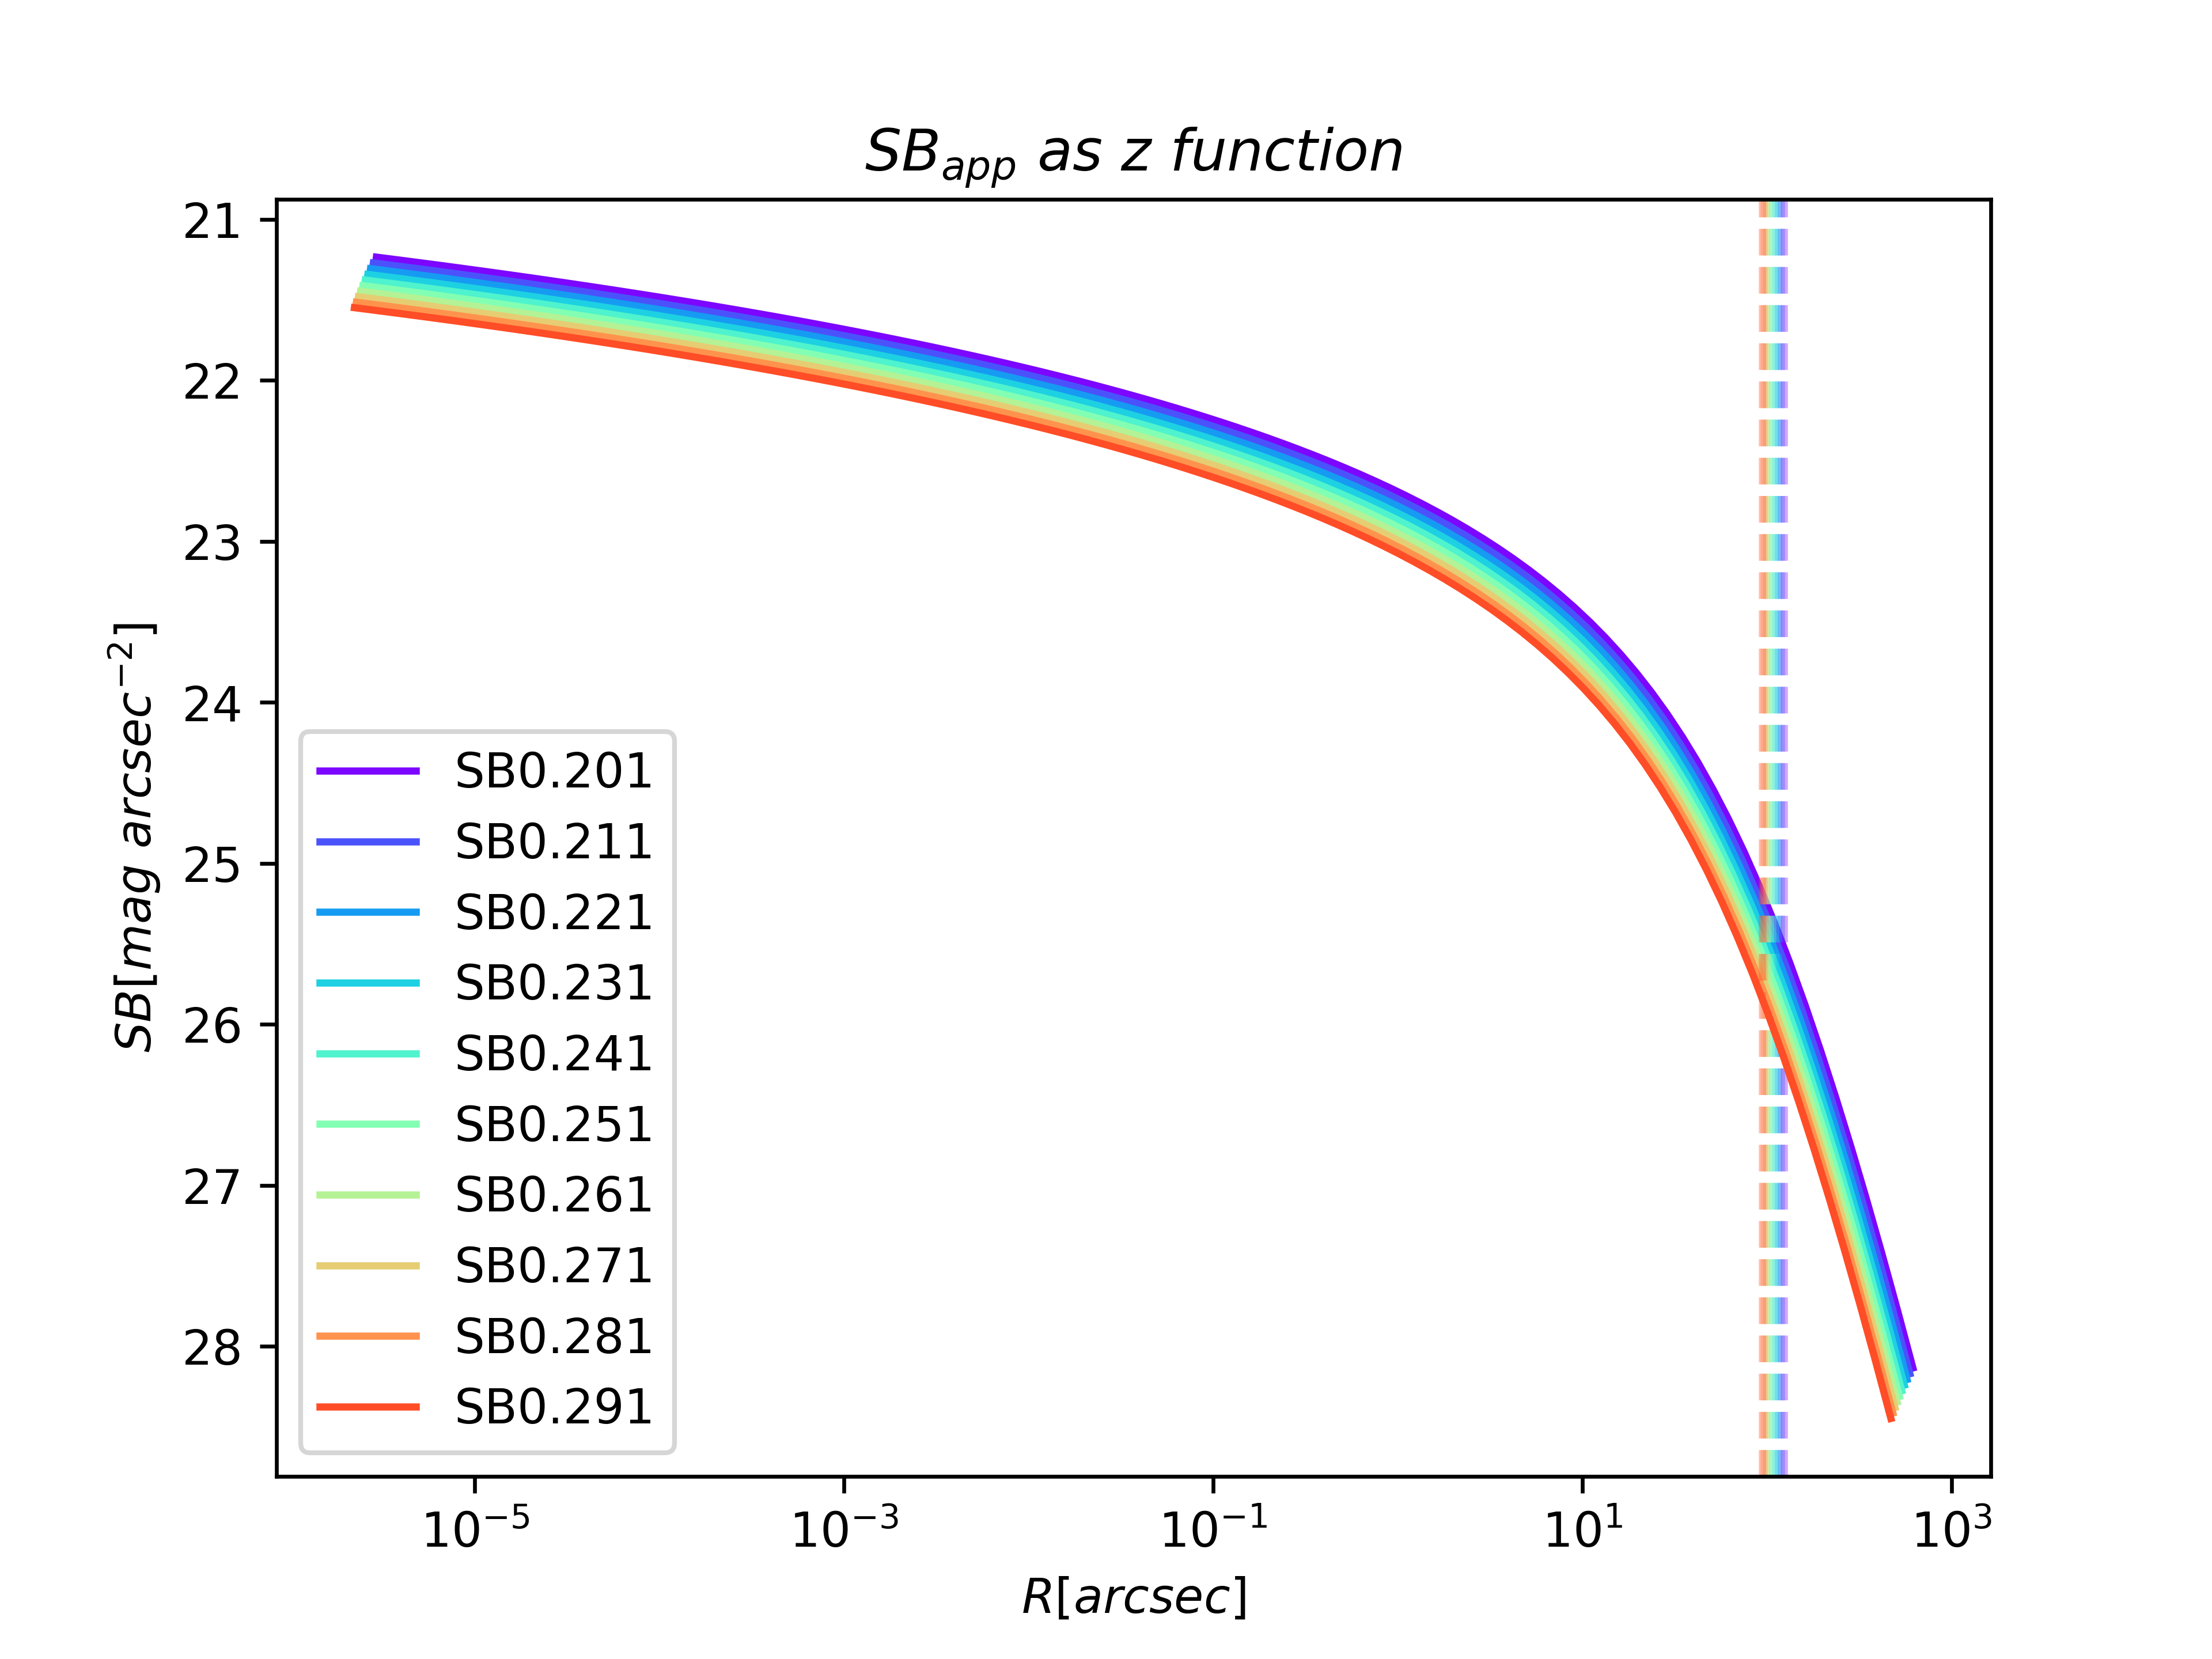 SB_app as z function
21
22
23
24
25
26
27
28
SB[mag arcsec^−2]
SB0.201
SB0.211
SB0.221
SB0.231
SB0.241
SB0.251
SB0.261
SB0.271
SB0.281
SB0.291
10^−5 10^−3 10^−1 10^1 10^3
R[arcsec]